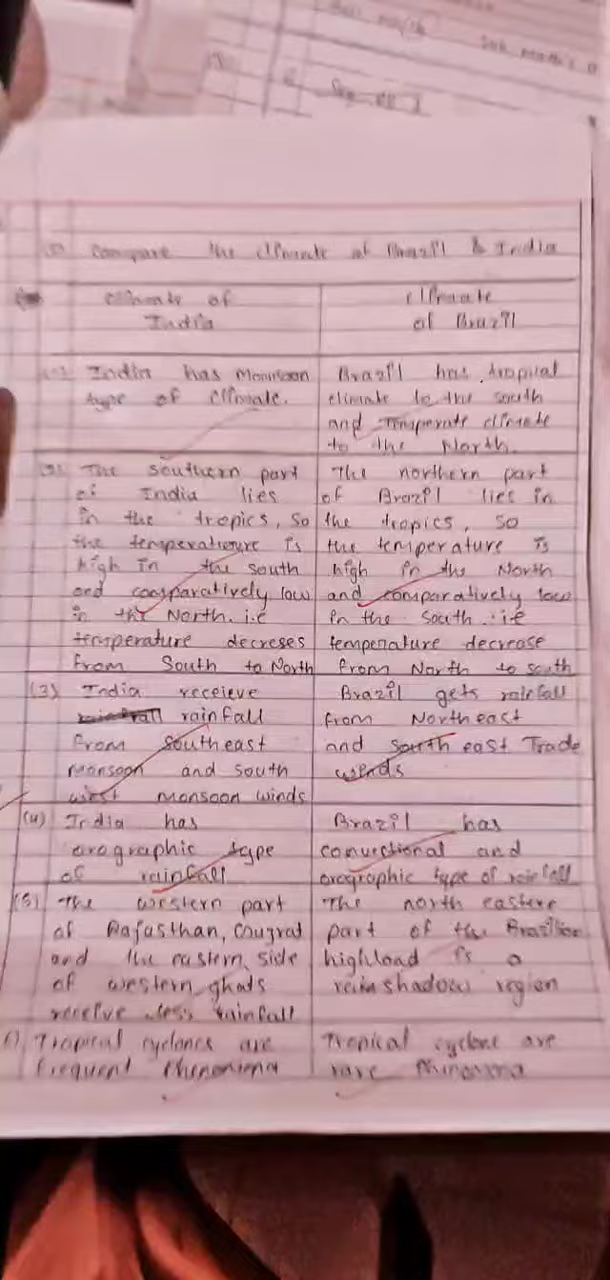 Compare the climate of Brazil & India
climate of
India
climate
of Brazil
India has Monsoon
type of climate.
Brazil has tropical
climate to the south
and Temperate climate
to the North.
The southern part
of India lies
in the tropics, so
the temperatioure is
high in the south
and comparatively low
in the North. i.e
temperature decreses
from South to North
The northern part
of Brazil lies in
the tropics, so
the temperature is
high in the North
and comparatively low
in the south. i.e
temperature decrease
from North to south
(3) India receieve
rainfall rainfall
from Southeast
monsoon and south
west monsoon winds
Brazil gets rainfall
from Northeast
and south east Trade
winds
(4) India has
orographic type
of rainfall
Brazil has
convectional and
orographic type of rainfall
(5) The western part
of Rajasthan, Gujrat
and the eastern side
of western ghats
receive less rainfall
The north eastern
part of the Brasilian
highland is a
rain shadow region
Tropical cyclones are
frequent Phenomena
Tropical cyclone are
rare Phinomina